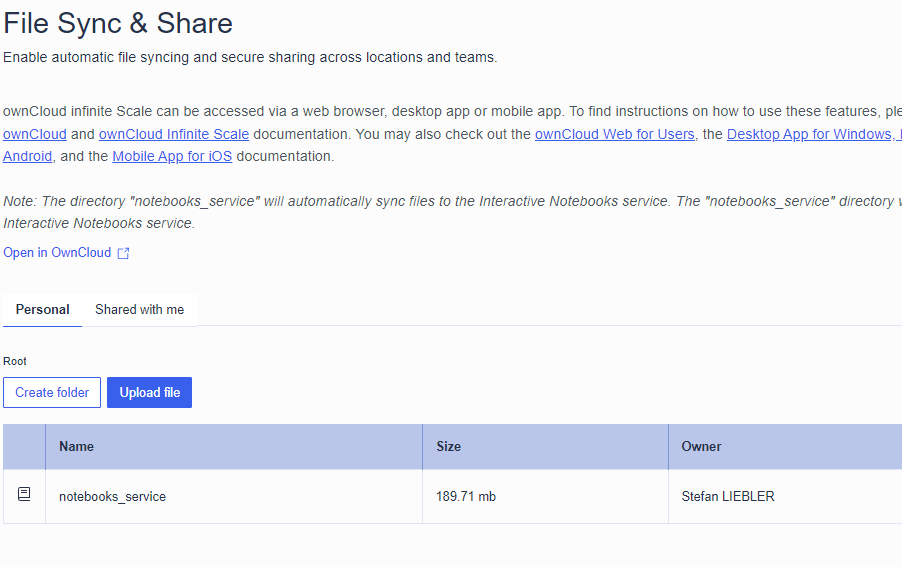 File Sync & Share
Enable automatic file syncing and secure sharing across locations and teams.
ownCloud infinite Scale can be accessed via a web browser, desktop app or mobile app. To find instructions on how to use these features, ple
ownCloud and ownCloud Infinite Scale documentation. You may also check out the ownCloud Web for Users, the Desktop App for Windows,
Android, and the Mobile App for iOS documentation.
Note: The directory "notebooks_service" will automatically sync files to the Interactive Notebooks service. The "notebooks_service" directory
Interactive Notebooks service.
Open in OwnCloud
Personal Shared with me
Root
Create folder Upload file
Name Size Owner
notebooks_service 189.71 mb Stefan LIEBLER